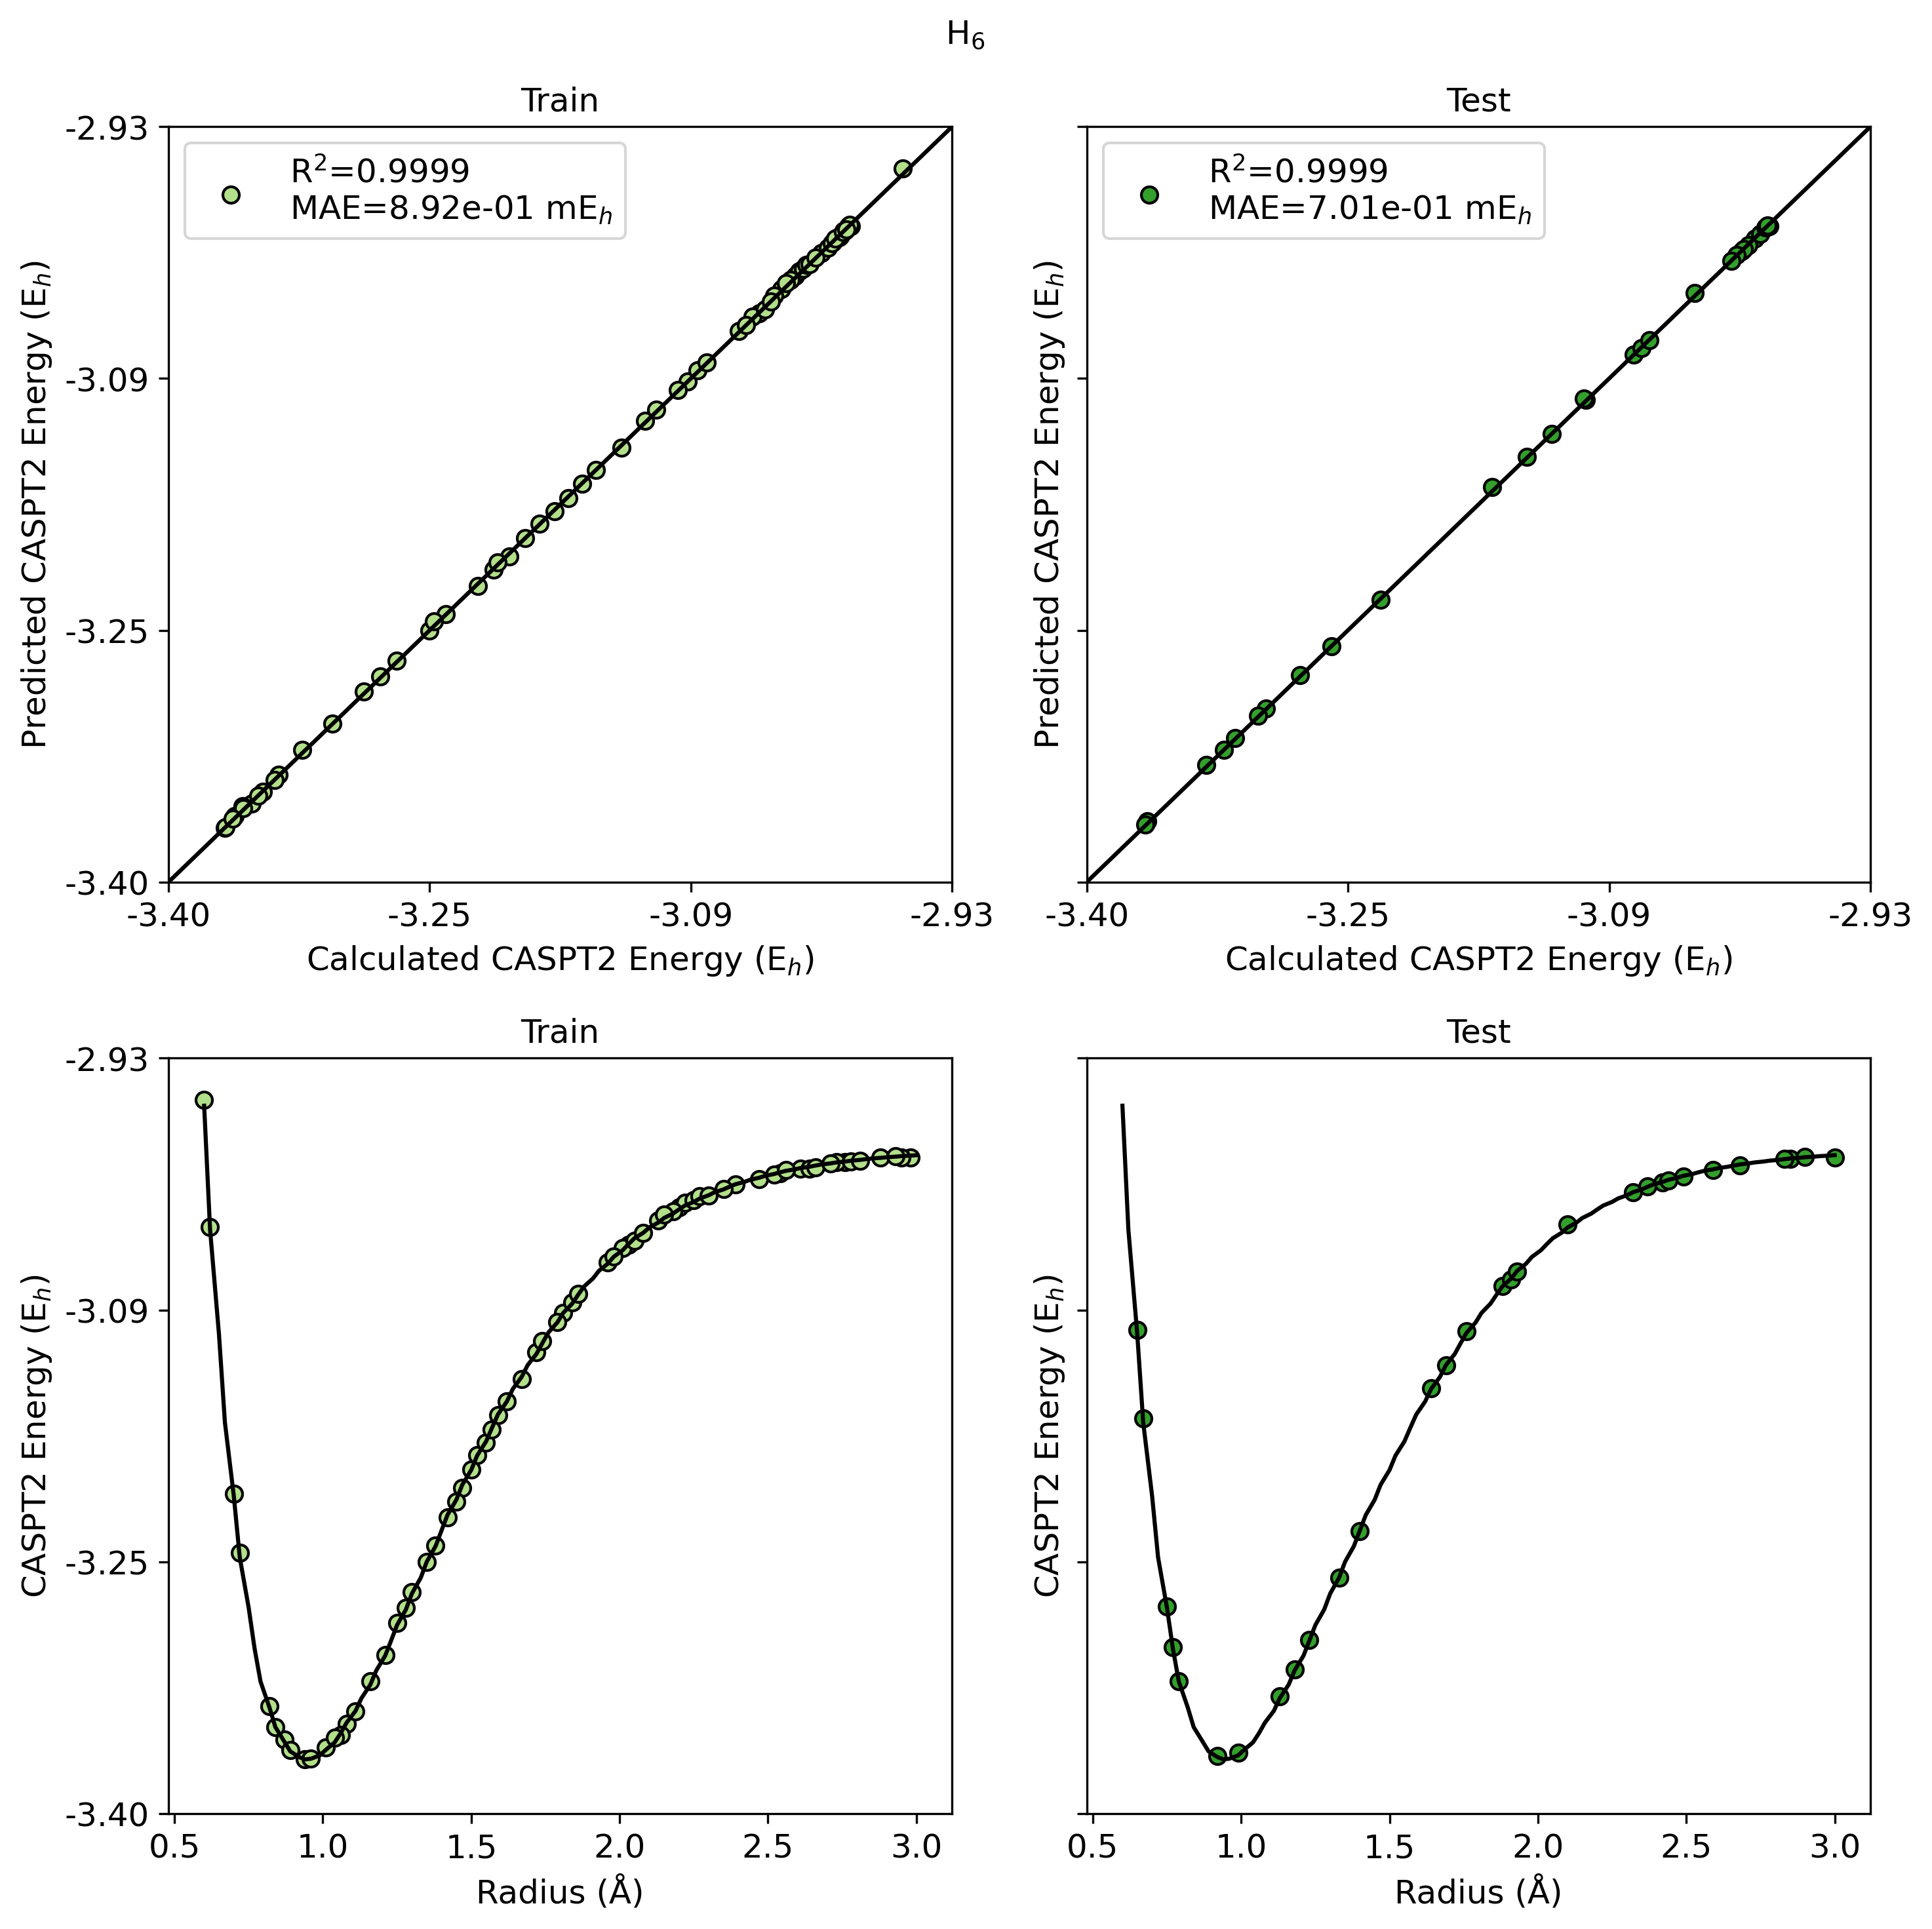 H₆
Train
Test
R²=0.9999
MAE=8.92e-01 mEₕ
R²=0.9999
MAE=7.01e-01 mEₕ
Predicted CASPT2 Energy (Eₕ)
-2.93
-3.09
-3.25
-3.40
-3.40 -3.25 -3.09 -2.93
Calculated CASPT2 Energy (Eₕ)
Predicted CASPT2 Energy (Eₕ)
-3.40 -3.25 -3.09 -2.93
Calculated CASPT2 Energy (Eₕ)
Train
Test
CASPT2 Energy (Eₕ)
-2.93
-3.09
-3.25
-3.40
0.5 1.0 1.5 2.0 2.5 3.0
Radius (Å)
CASPT2 Energy (Eₕ)
0.5 1.0 1.5 2.0 2.5 3.0
Radius (Å)